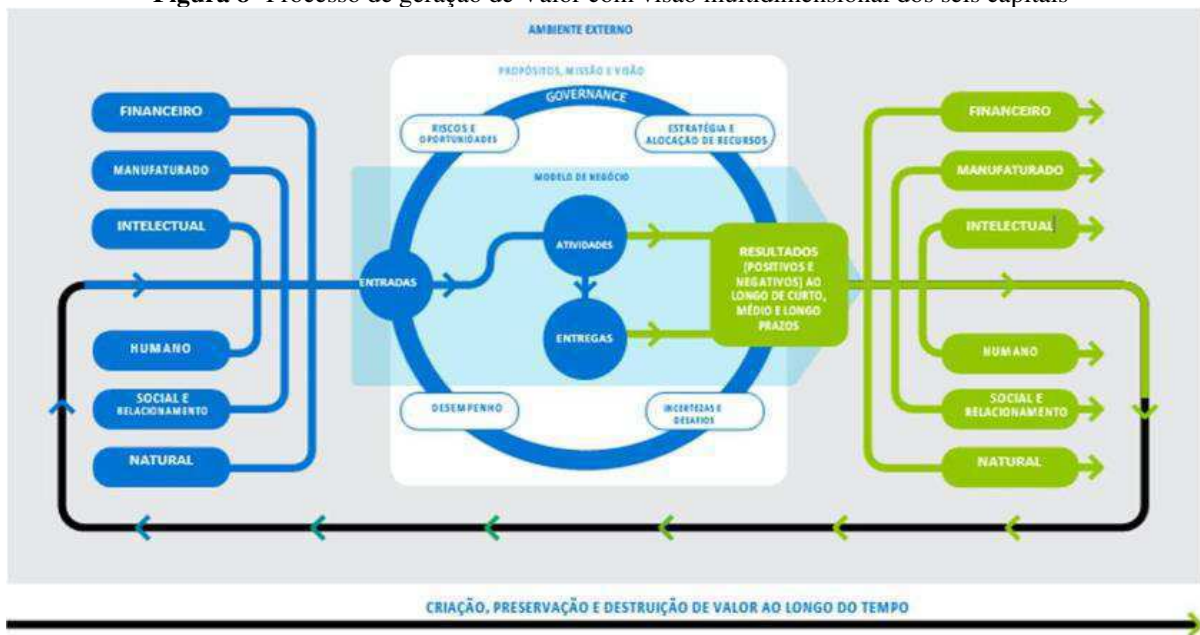 Figura 8- Processo de geração de Valor com visão multidimensional dos seis capitais
AMBIENTE EXTERNO
PROPÓSITOS, MISSÃO E VISÃO
GOVERNANCE
FINANCEIRO
MANUFATURADO
INTELECTUAL
HUMANO
SOCIAL E
RELACIONAMENTO
NATURAL
RISCOS E
OPORTUNIDADES
ESTRATÉGIA E
ALOCAÇÃO DE RECURSOS
MODELO DE NEGÓCIO
ENTRADAS
ATIVIDADES
ENTREGAS
RESULTADOS
[POSITIVOS E
NEGATIVOS] AO
LONGO DE CURTO,
MÉDIO E LONGO
PRAZOS
DESEMPENHO
INCERTEZAS E
DESAFIOS
FINANCEIRO
MANUFATURADO
INTELECTUAL
HUMANO
SOCIAL E
RELACIONAMENTO
NATURAL
CRIAÇÃO, PRESERVAÇÃO E DESTRUIÇÃO DE VALOR AO LONGO DO TEMPO